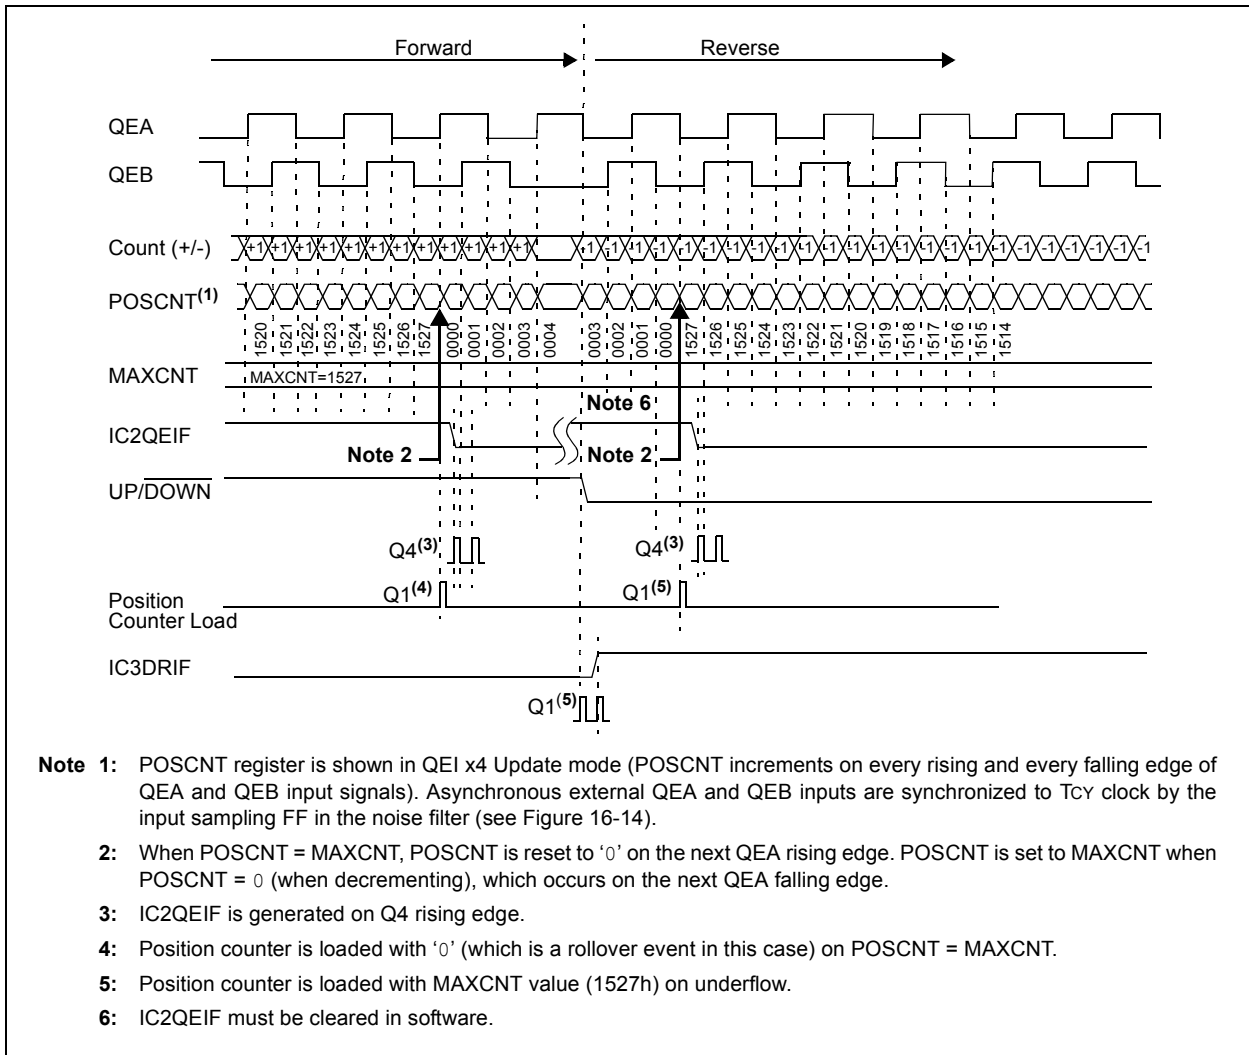 Forward
Reverse
QEA
QEB
Count (+/-) +1 +1 +1 +1 +1 +1 +1 +1 +1 +1 +1 +1 -1 -1 -1 -1 -1 -1 -1 -1 -1 -1 -1 -1 -1 -1 -1 -1 -1 -1 -1 -1 -1 -1 -1 -1
POSCNT(1)
1520 1521 1522 1523 1524 1525 1526 1527 0000 0001 0002 0003 0004 0003 0002 0001 0000 1527 1526 1525 1524 1523 1522 1521 1520 1519 1518 1517 1516 1515 1514
MAXCNT
MAXCNT=1527
Note 6
IC2QEIF
Note 2
Note 2
UP/DOWN
Q4(3)
Q4(3)
Q1(4)
Q1(5)
Position
Counter Load
IC3DRIF
Q1(5)
Note 1: POSCNT register is shown in QEI x4 Update mode (POSCNT increments on every rising and every falling edge of
QEA and QEB input signals). Asynchronous external QEA and QEB inputs are synchronized to TCY clock by the
input sampling FF in the noise filter (see Figure 16-14).
2: When POSCNT = MAXCNT, POSCNT is reset to ‘0’ on the next QEA rising edge. POSCNT is set to MAXCNT when
POSCNT = 0 (when decrementing), which occurs on the next QEA falling edge.
3: IC2QEIF is generated on Q4 rising edge.
4: Position counter is loaded with ‘0’ (which is a rollover event in this case) on POSCNT = MAXCNT.
5: Position counter is loaded with MAXCNT value (1527h) on underflow.
6: IC2QEIF must be cleared in software.